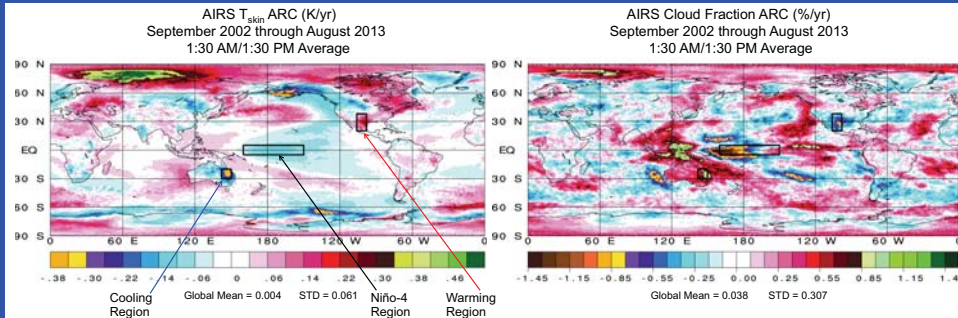 AIRS Tskin ARC (K/yr)
September 2002 through August 2013
1:30 AM/1:30 PM Average
90 N
60 N
30 N
EQ
30 S
60 S
90 S
0 60 E 120 E 180 120 W 60 W 0
-.38 -.30 -.22 -.14 -.06 0 .06 .14 .22 .30 .38 .46
Global Mean = 0.004 STD = 0.061
Cooling
Region
Niño-4
Region
Warming
Region
AIRS Cloud Fraction ARC (%/yr)
September 2002 through August 2013
1:30 AM/1:30 PM Average
90 N
60 N
30 N
EQ
30 S
60 S
90 S
0 60 E 120 E 180 120 W 60 W
-1.45 -1.15 -0.85 -0.55 -0.25 0.00 0.25 0.55 0.85 1.15 1.4
Global Mean = 0.038 STD = 0.307